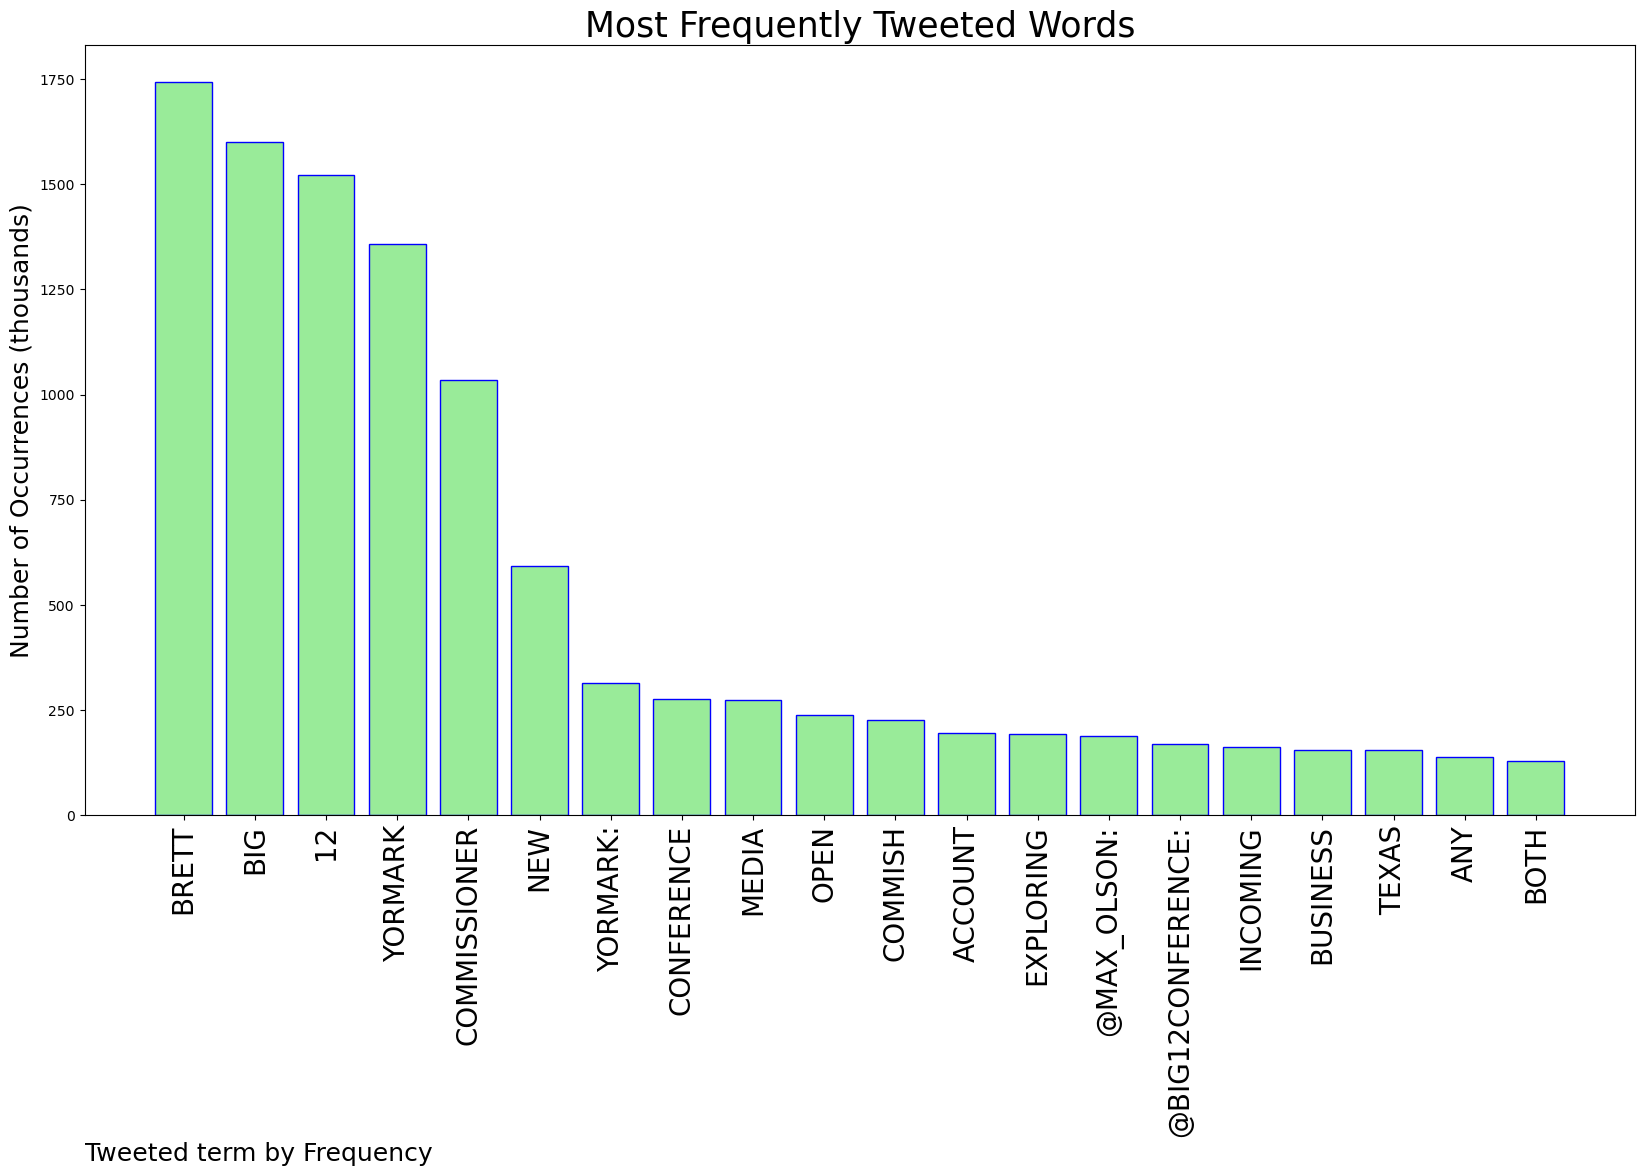 Most Frequently Tweeted Words
Number of Occurrences (thousands)
1750
1500
1250
1000
750
500
250
0
BRETT
BIG
12
YORMARK
COMMISSIONER
NEW
YORMARK:
CONFERENCE
MEDIA
OPEN
COMMISH
ACCOUNT
EXPLORING
@MAX_OLSON:
@BIG12CONFERENCE:
INCOMING
BUSINESS
TEXAS
ANY
BOTH
Tweeted term by Frequency